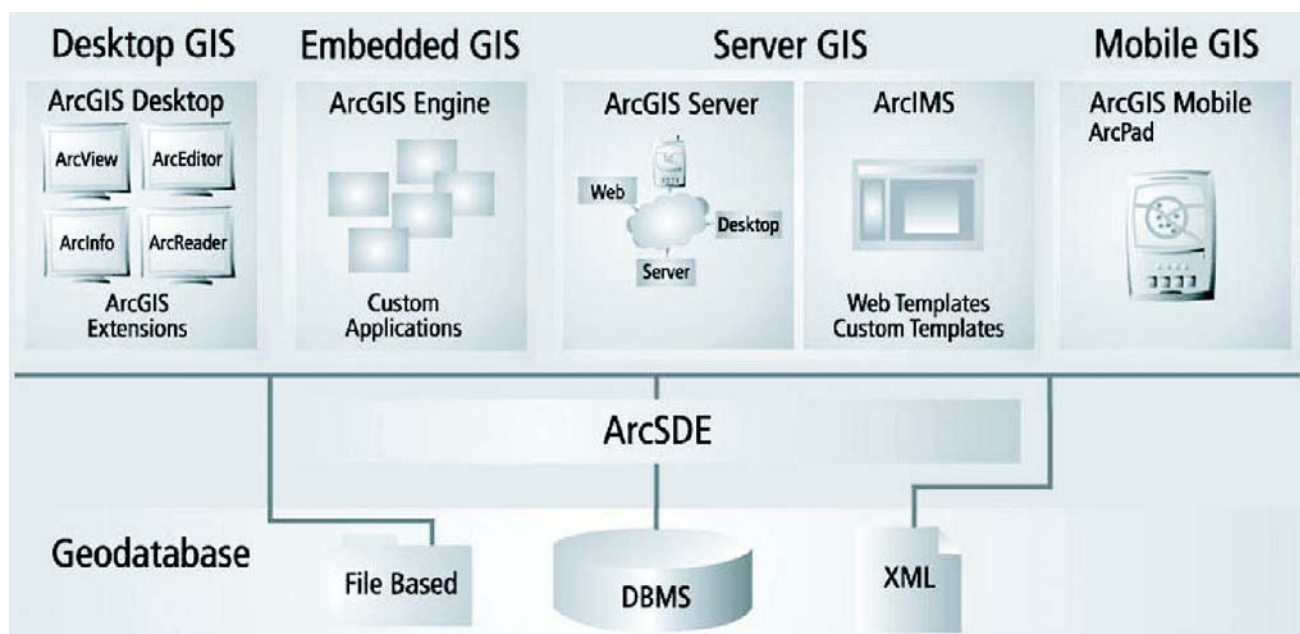 Desktop GIS
Embedded GIS
Server GIS
Mobile GIS
ArcGIS Desktop
ArcView
ArcEditor
ArcInfo
ArcReader
ArcGIS
Extensions
ArcGIS Engine
Custom
Applications
ArcGIS Server
Web
Desktop
Server
ArcIMS
Web Templates
Custom Templates
ArcGIS Mobile
ArcPad
ArcSDE
Geodatabase
File Based
DBMS
XML